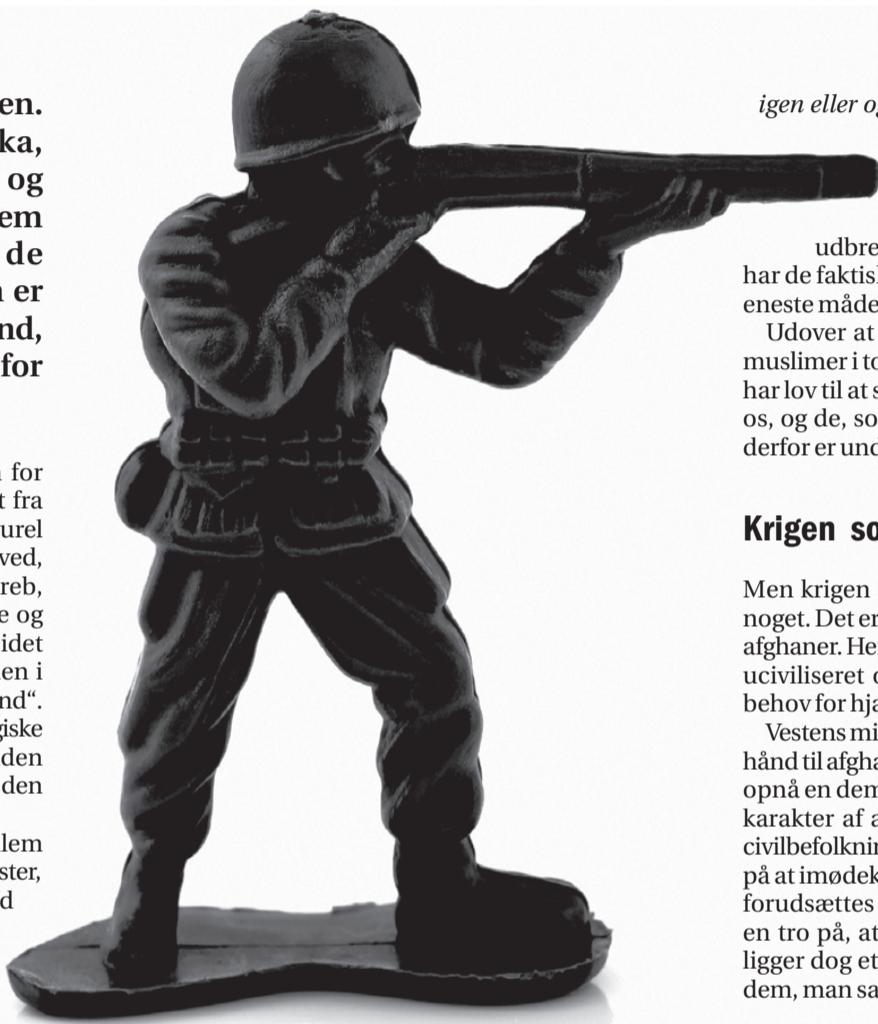 en.
ka,
og
em
de
er
nd,
for
for
t fra
urel
ved,
reb,
e og
idet
en i
nd“.
giske
den
den
lem
ster,
d
igen eller og
udbre
har de faktisk
eneste måde
Udover at
muslimer i to
har lov til at s
os, og de, so
derfor er und
Krigen so
Men krigen
noget. Det er
afghaner. He
uciviliseret o
behov for hja
Vestens mi
hånd til afgha
opnå en dem
karakter af a
civilbefolknin
på at imødek
forudsættes
en tro på, at
ligger dog et
dem, man sa